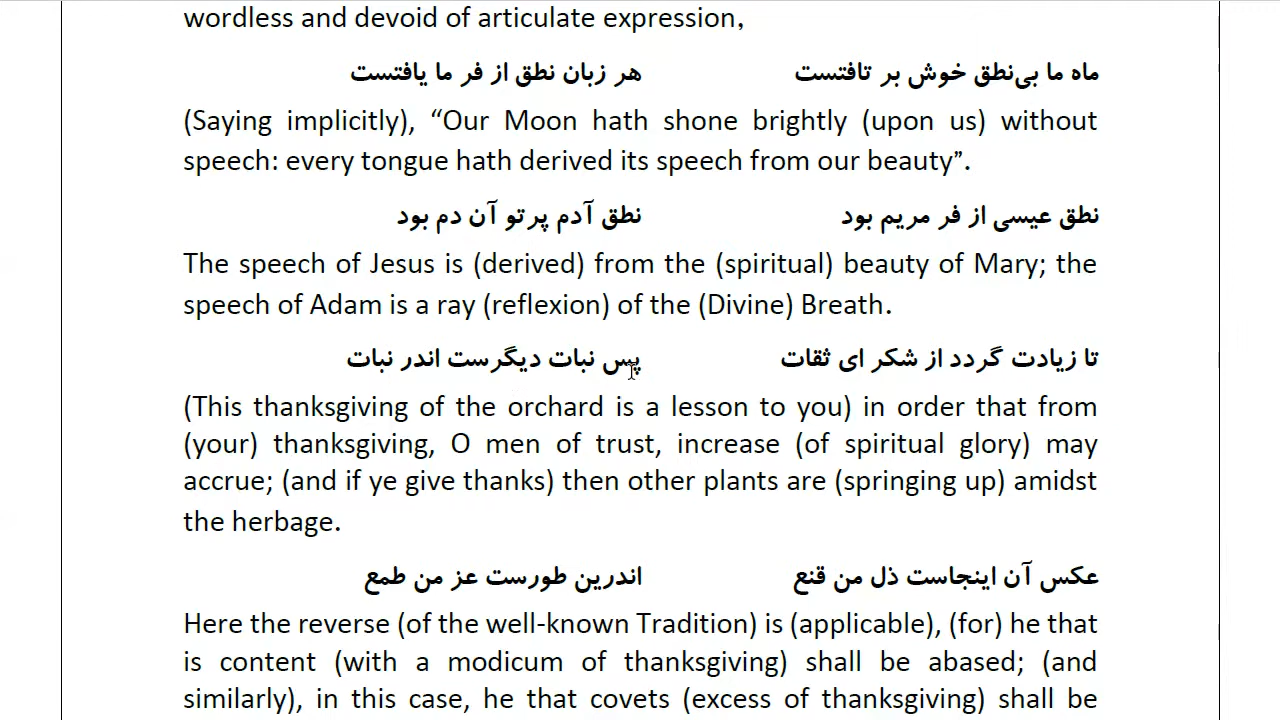 wordless and devoid of articulate expression,
ماه ما بی‌نطق خوش بر تافتست هر زبان نطق از فر ما یافتست
(Saying implicitly), “Our Moon hath shone brightly (upon us) without
speech: every tongue hath derived its speech from our beauty”.
نطق عیسی از فر مریم بود نطق آدم پرتو آن دم بود
The speech of Jesus is (derived) from the (spiritual) beauty of Mary; the
speech of Adam is a ray (reflexion) of the (Divine) Breath.
تا زیادت گردد از شکر ای ثقات پس نبات دیگرست اندر نبات
(This thanksgiving of the orchard is a lesson to you) in order that from
(your) thanksgiving, O men of trust, increase (of spiritual glory) may
accrue; (and if ye give thanks) then other plants are (springing up) amidst
the herbage.
عکس آن اینجاست ذل من قنع اندرین طورست عز من طمع
Here the reverse (of the well-known Tradition) is (applicable), (for) he that
is content (with a modicum of thanksgiving) shall be abased; (and
similarly), in this case, he that covets (excess of thanksgiving) shall be